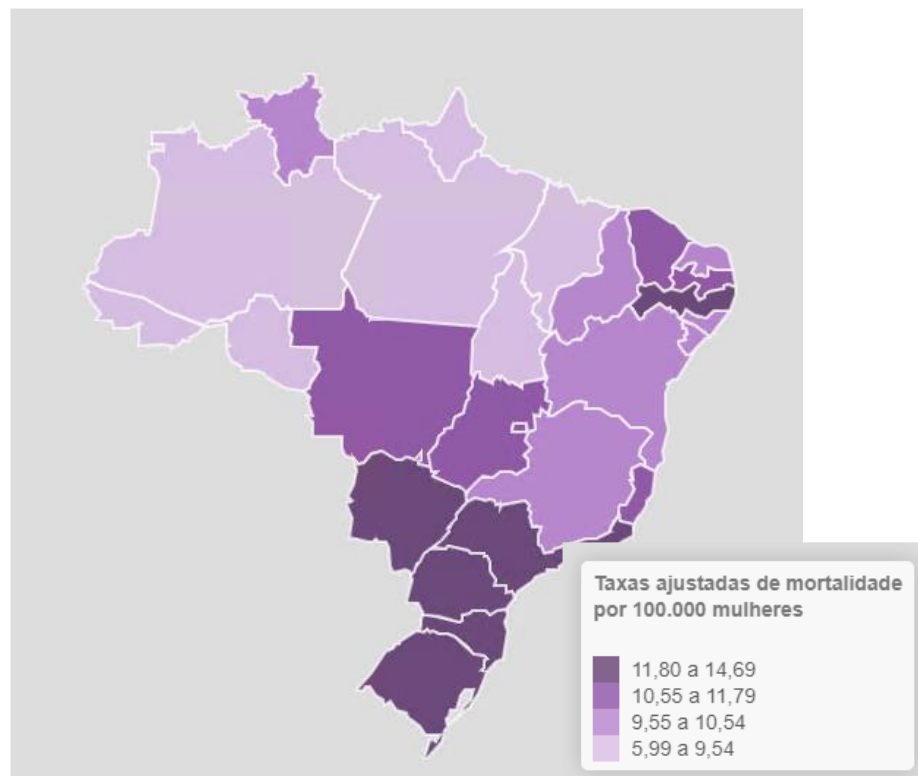 Taxas ajustadas de mortalidade
por 100.000 mulheres
11,80 a 14,69
10,55 a 11,79
9,55 a 10,54
5,99 a 9,54